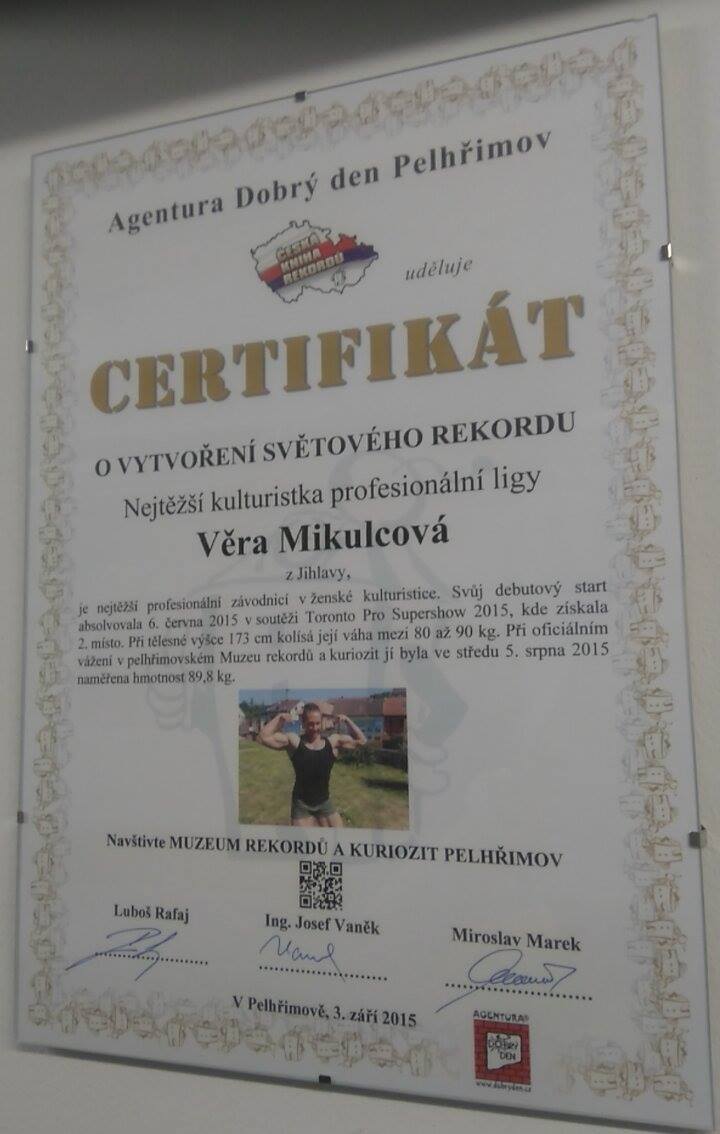 Agentura Dobrý den Pelhřimov
ČESKÁ
KNIHA
REKORDŮ
uděluje
CERTIFIKÁT
O VYTVOŘENÍ SVĚTOVÉHO REKORDU
Nejtěžší kulturistka profesionální ligy
Věra Mikulcová
z Jihlavy,
je nejtěžší profesionální závodnicí v ženské kulturistice. Svůj debutový start
absolvovala 6. června 2015 v soutěži Toronto Pro Supershow 2015, kde získala
2. místo. Při tělesné výšce 173 cm kolísá její váha mezi 80 až 90 kg. Při oficiálním
vážení v pelhřimovském Muzeu rekordů a kuriozit jí byla ve středu 5. srpna 2015
naměřena hmotnost 89,8 kg.
Navštivte MUZEUM REKORDŮ A KURIOZIT PELHŘIMOV
Luboš Rafaj
Ing. Josef Vaněk
Miroslav Marek
V Pelhřimově, 3. září 2015
AGENTURA®
DOBRÝ
DEN
www.dobryden.cz